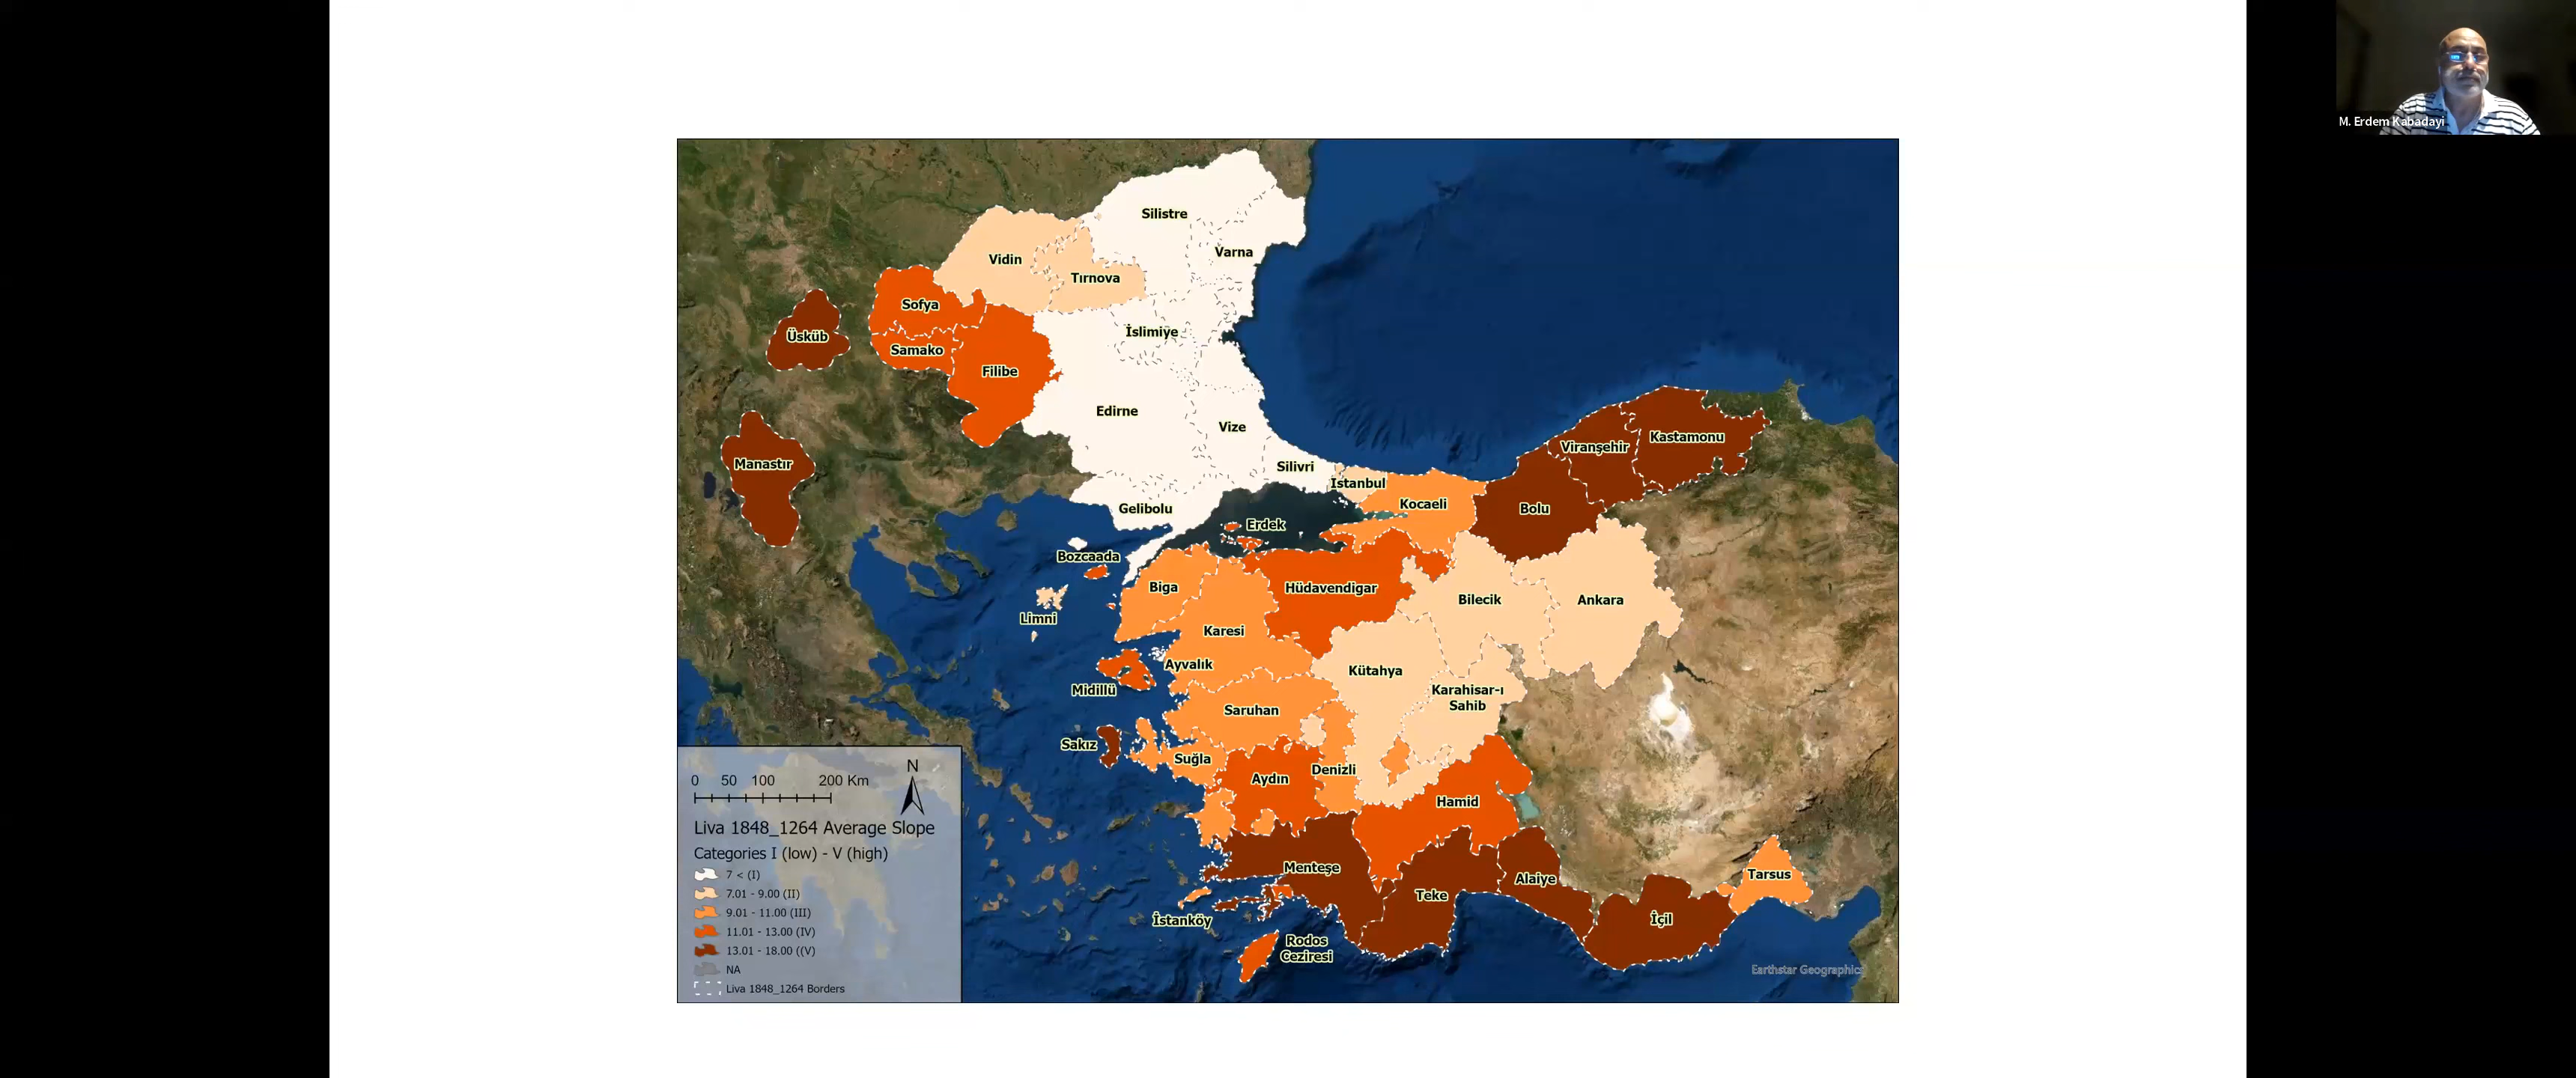 M. Erdem Kabadayi
Silistre
Varna
Vidin
Tırnova
Sofya
İslimiye
Üsküb
Samako
Filibe
Edirne
Vize
Manastır
Silivri
İstanbul
Gelibolu
Kocaeli
Bolu
Viranşehir
Kastamonu
Erdek
Bozcaada
Biga
Hüdavendigar
Bilecik
Ankara
Limni
Karesi
Ayvalık
Kütahya
Midillü
Karahisar-ı
Sahib
Saruhan
Sakız
Suğla
Aydın
Denizli
Hamid
Menteşe
Teke
Alaiye
Tarsus
İçil
İstanköy
Rodos
Ceziresi
Earthstar Geographics
0 50 100 200 Km
N
Liva 1848_1264 Average Slope
Categories I (low) - V (high)
7 < (I)
7.01 - 9.00 (II)
9.01 - 11.00 (III)
11.01 - 13.00 (IV)
13.01 - 18.00 ((V)
NA
Liva 1848_1264 Borders